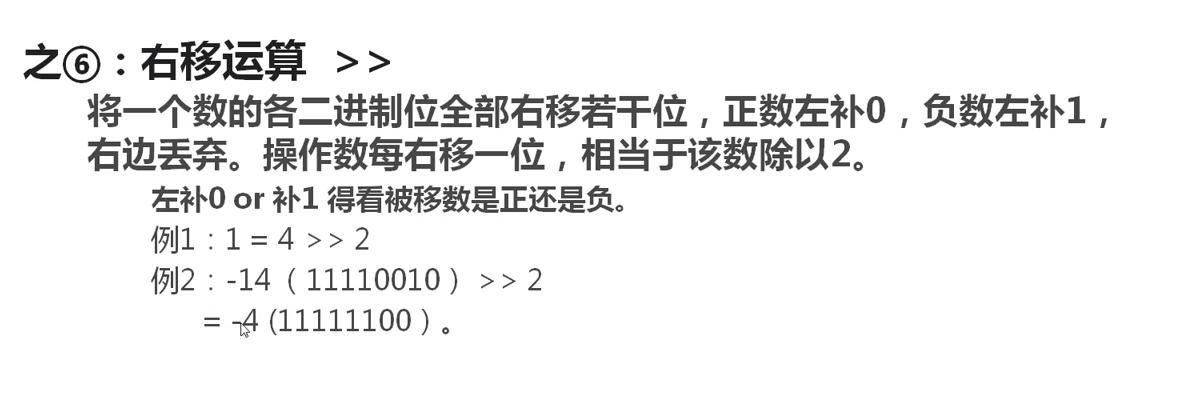 之⑥：右移运算 >>
将一个数的各二进制位全部右移若干位，正数左补0，负数左补1，
右边丢弃。操作数每右移一位，相当于该数除以2。
左补0 or 补1 得看被移数是正还是负。
例1：1 = 4 >> 2
例2：-14（11110010）>> 2
= -4 (11111100）。